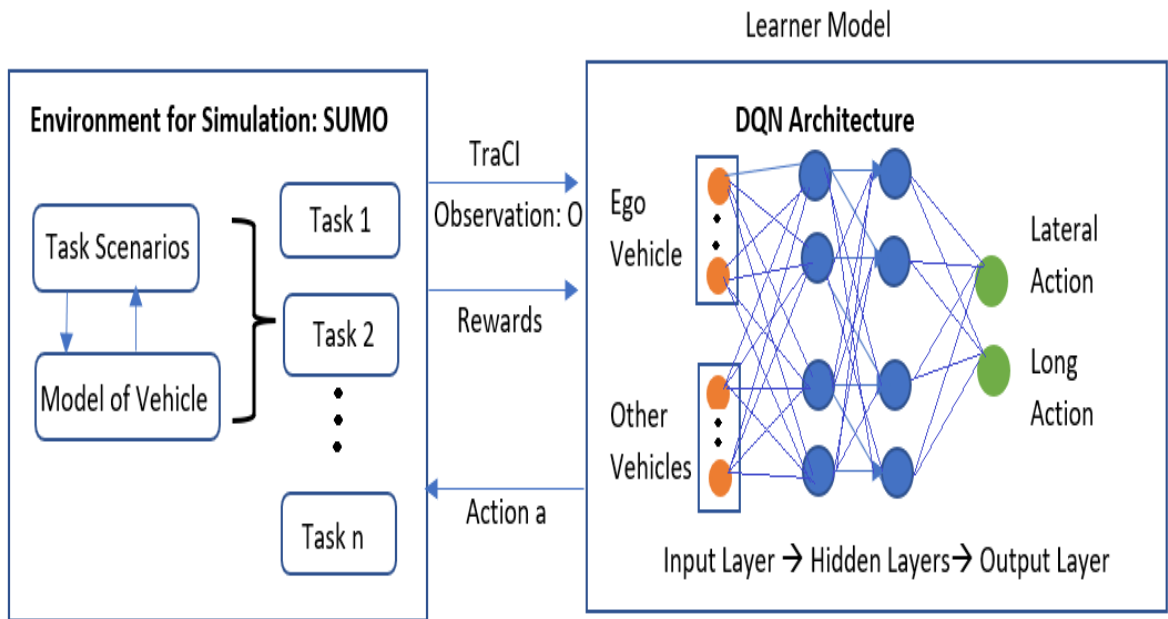 Learner Model
Environment for Simulation: SUMO
Task Scenarios
Model of Vehicle
Task 1
Task 2
Task n
TraCI
Observation: O
Rewards
Action a
DQN Architecture
Ego
Vehicle
Other
Vehicles
Lateral
Action
Long
Action
Input Layer → Hidden Layers→ Output Layer